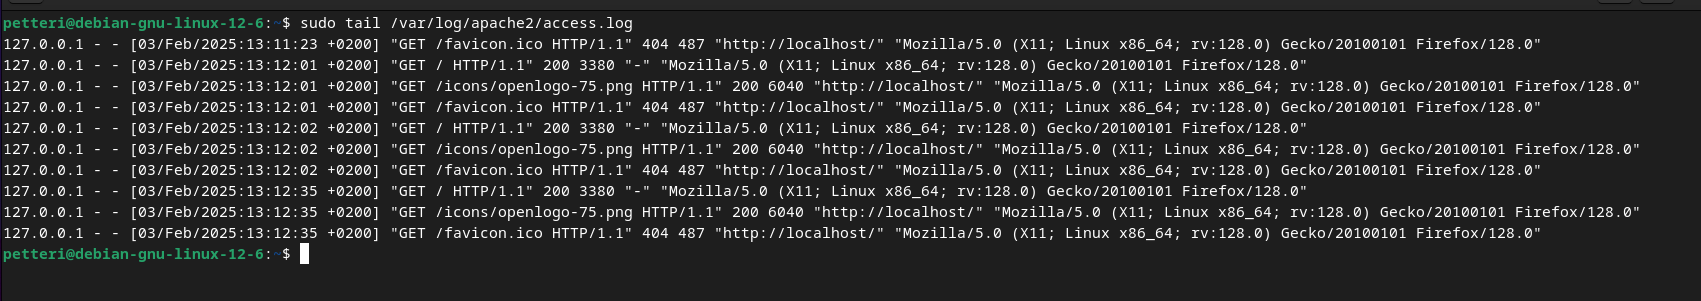 petteri@debian-gnu-linux-12-6:~$ sudo tail /var/log/apache2/access.log
127.0.0.1 - - [03/Feb/2025:13:11:23 +0200] "GET /favicon.ico HTTP/1.1" 404 487 "http://localhost/" "Mozilla/5.0 (X11; Linux x86_64; rv:128.0) Gecko/20100101 Firefox/128.0"
127.0.0.1 - - [03/Feb/2025:13:12:01 +0200] "GET / HTTP/1.1" 200 3380 "-" "Mozilla/5.0 (X11; Linux x86_64; rv:128.0) Gecko/20100101 Firefox/128.0"
127.0.0.1 - - [03/Feb/2025:13:12:01 +0200] "GET /icons/openlogo-75.png HTTP/1.1" 200 6040 "http://localhost/" "Mozilla/5.0 (X11; Linux x86_64; rv:128.0) Gecko/20100101 Firefox/128.0"
127.0.0.1 - - [03/Feb/2025:13:12:01 +0200] "GET /favicon.ico HTTP/1.1" 404 487 "http://localhost/" "Mozilla/5.0 (X11; Linux x86_64; rv:128.0) Gecko/20100101 Firefox/128.0"
127.0.0.1 - - [03/Feb/2025:13:12:02 +0200] "GET / HTTP/1.1" 200 3380 "-" "Mozilla/5.0 (X11; Linux x86_64; rv:128.0) Gecko/20100101 Firefox/128.0"
127.0.0.1 - - [03/Feb/2025:13:12:02 +0200] "GET /icons/openlogo-75.png HTTP/1.1" 200 6040 "http://localhost/" "Mozilla/5.0 (X11; Linux x86_64; rv:128.0) Gecko/20100101 Firefox/128.0"
127.0.0.1 - - [03/Feb/2025:13:12:02 +0200] "GET /favicon.ico HTTP/1.1" 404 487 "http://localhost/" "Mozilla/5.0 (X11; Linux x86_64; rv:128.0) Gecko/20100101 Firefox/128.0"
127.0.0.1 - - [03/Feb/2025:13:12:35 +0200] "GET / HTTP/1.1" 200 3380 "-" "Mozilla/5.0 (X11; Linux x86_64; rv:128.0) Gecko/20100101 Firefox/128.0"
127.0.0.1 - - [03/Feb/2025:13:12:35 +0200] "GET /icons/openlogo-75.png HTTP/1.1" 200 6040 "http://localhost/" "Mozilla/5.0 (X11; Linux x86_64; rv:128.0) Gecko/20100101 Firefox/128.0"
127.0.0.1 - - [03/Feb/2025:13:12:35 +0200] "GET /favicon.ico HTTP/1.1" 404 487 "http://localhost/" "Mozilla/5.0 (X11; Linux x86_64; rv:128.0) Gecko/20100101 Firefox/128.0"
petteri@debian-gnu-linux-12-6:~$